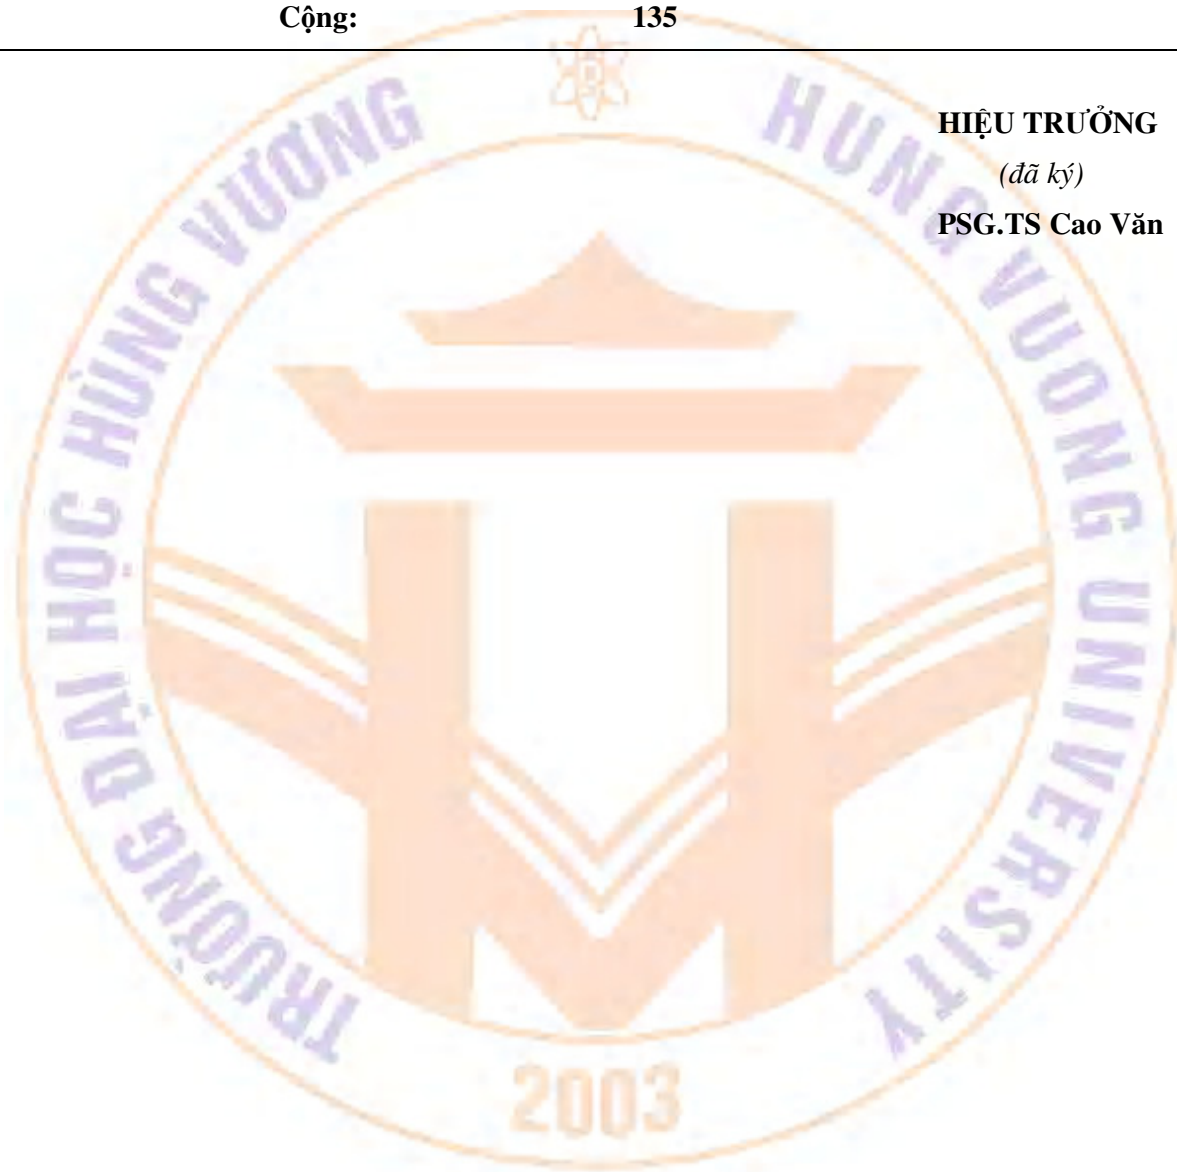 Cộng: 135
HIỆU TRƯỞNG
(đã ký)
PSG.TS Cao Văn
TRƯỜNG ĐẠI HỌC HÙNG VƯƠNG
HUNG VUONG UNIVERSITY
2003